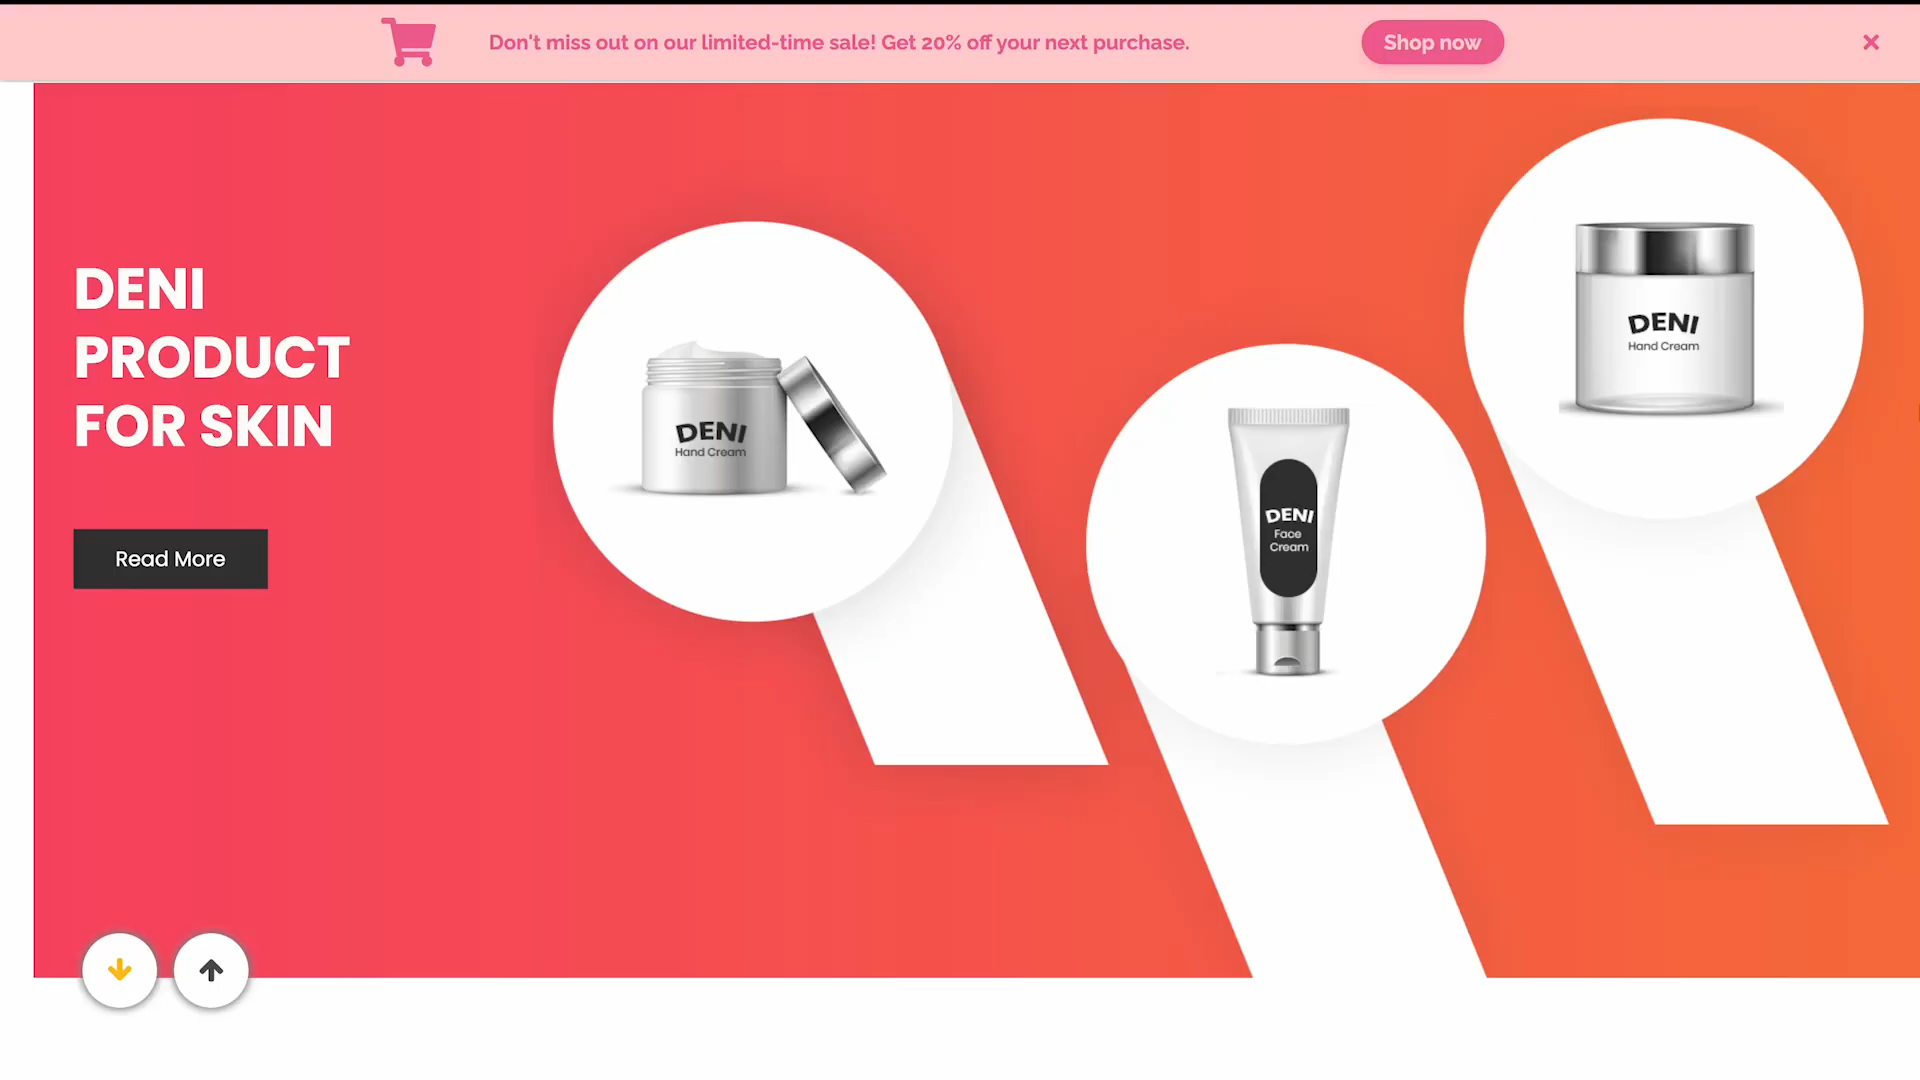 Don't miss out on our limited-time sale! Get 20% off your next purchase.
Shop now
DENI
PRODUCT
FOR SKIN
Read More
DENI
Hand Cream
DENI
Face
Cream
DENI
Hand Cream